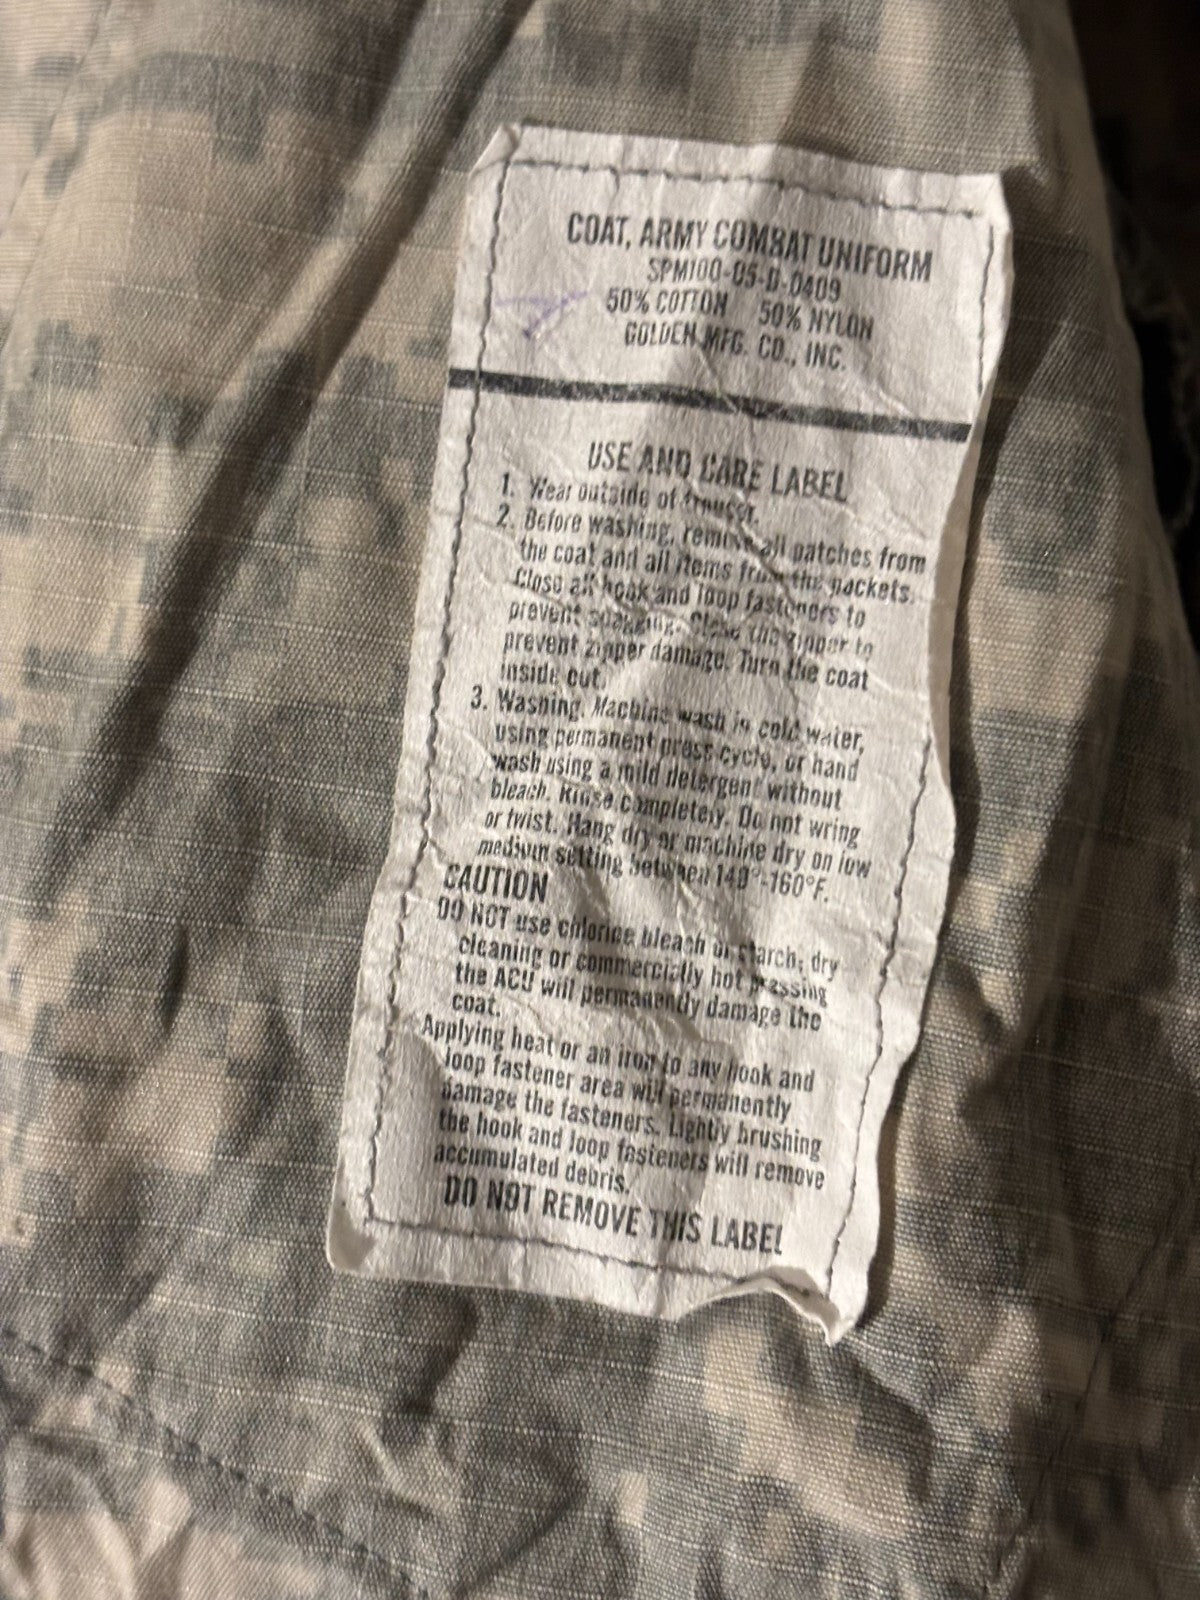 COAT, ARMY COMBAT UNIFORM
SPM100-05-D-0409
50% COTTON 50% NYLON
GOLDEN MFG. CO., INC.
USE AND CARE LABEL
1. Wear outside of trouser.
2. Before washing, remove all patches from
the coat and all items from the pockets.
Close all hook and loop fasteners to
prevent snagging. Close the zipper to
prevent zipper damage. Turn the coat
inside out.
3. Washing. Machine wash in cold water,
using permanent press cycle, or hand
wash using a mild detergent without
bleach. Rinse completely. Do not wring
or twist. Hang dry or machine dry on low
medium setting between 140°-160°F.
CAUTION
DO NOT use chlorine bleach or starch; dry
cleaning or commercially hot pressing
the ACU will permanently damage the
coat.
Applying heat or an iron to any hook and
loop fastener area will permanently
damage the fasteners. Lightly brushing
the hook and loop fasteners will remove
accumulated debris.
DO NOT REMOVE THIS LABEL